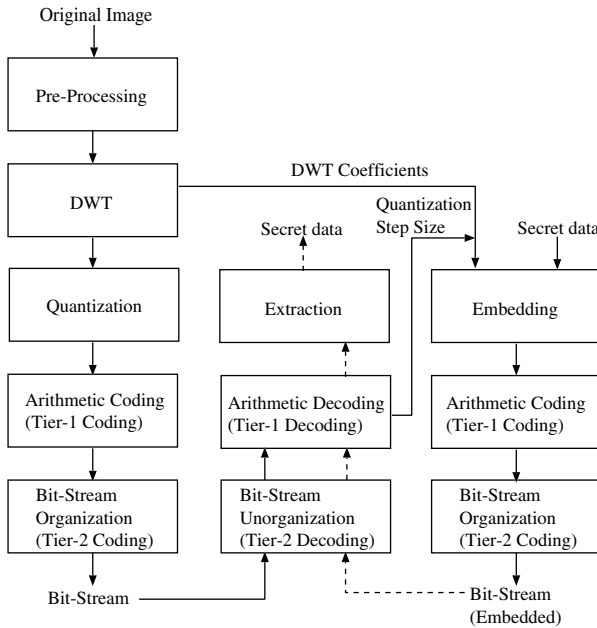 Original Image
Pre-Processing
DWT
Quantization
Arithmetic Coding
(Tier-1 Coding)
Bit-Stream
Organization
(Tier-2 Coding)
Bit-Stream
Secret data
Extraction
Arithmetic Decoding
(Tier-1 Decoding)
Bit-Stream
Unorganization
(Tier-2 Decoding)
DWT Coefficients
Quantization
Step Size
Secret data
Embedding
Arithmetic Coding
(Tier-1 Coding)
Bit-Stream
Organization
(Tier-2 Coding)
Bit-Stream
(Embedded)